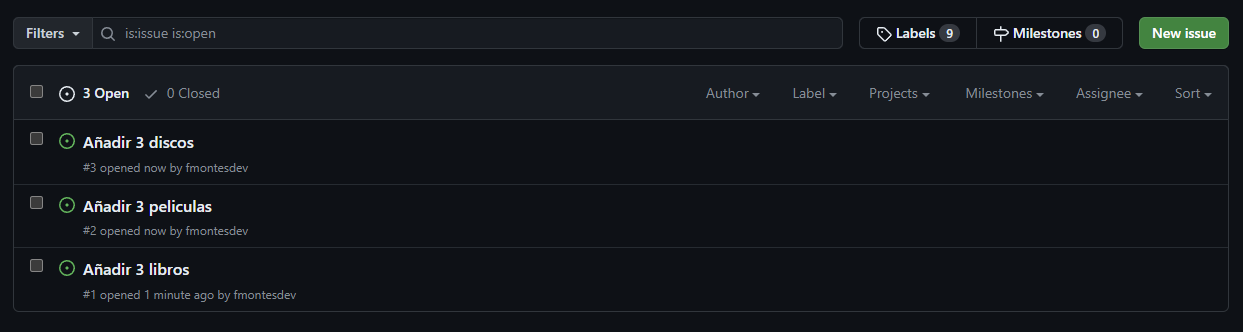 Filters is:issue is:open Labels 9 Milestones 0 New issue
3 Open 0 Closed Author Label Projects Milestones Assignee Sort
Añadir 3 discos
#3 opened now by fmontesdev
Añadir 3 peliculas
#2 opened now by fmontesdev
Añadir 3 libros
#1 opened 1 minute ago by fmontesdev